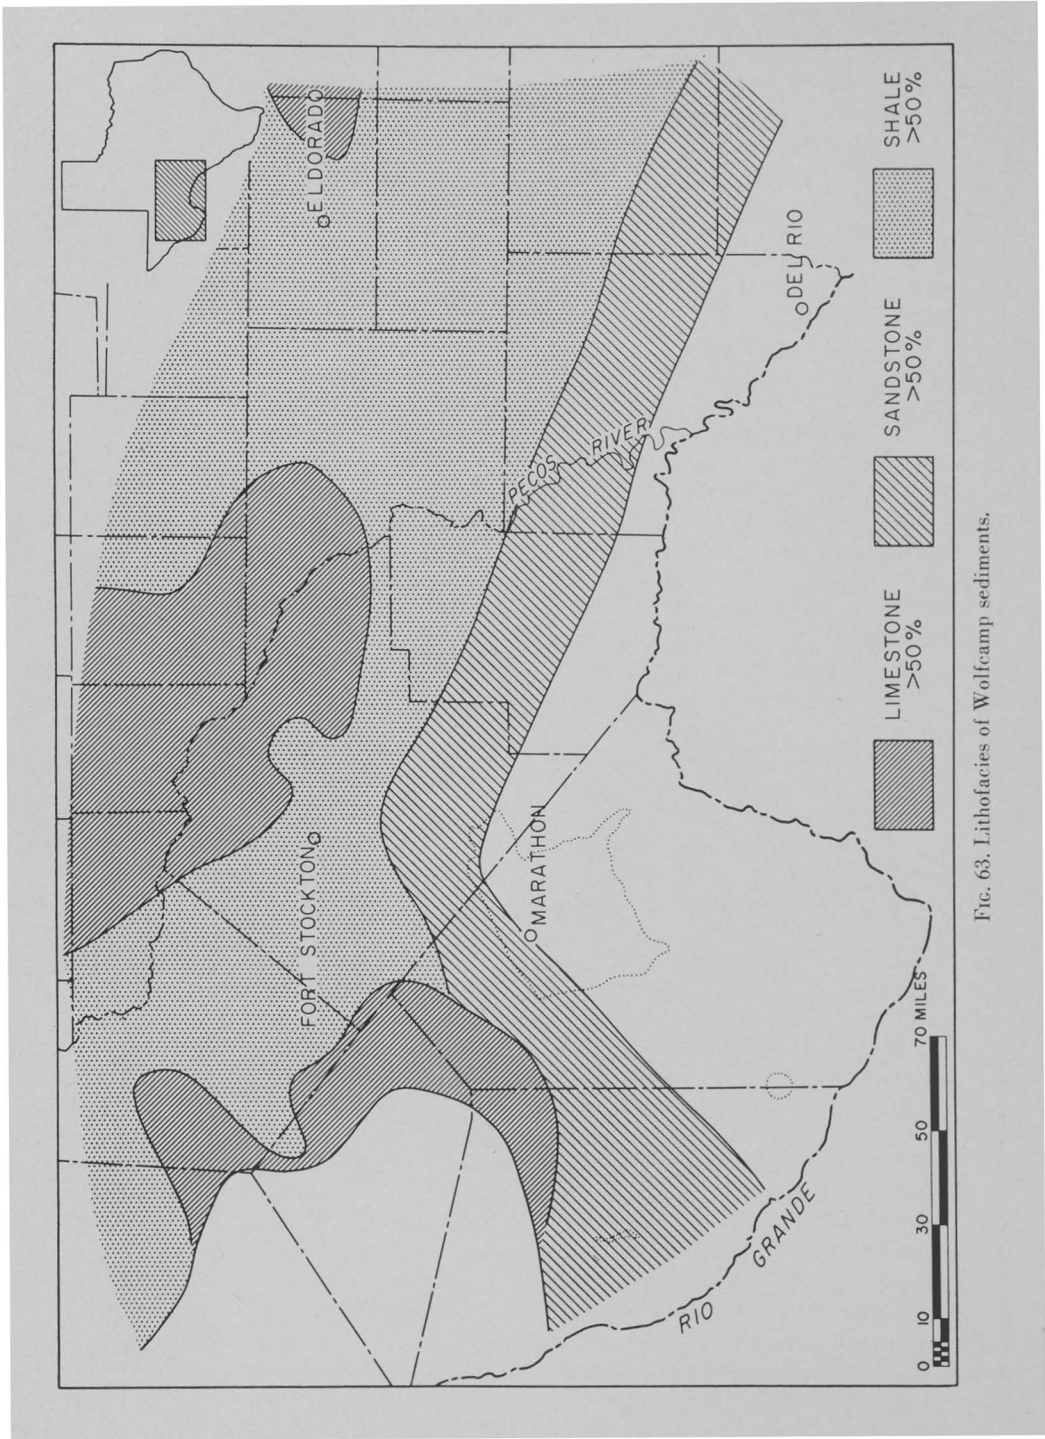 ELDORADO
FORT STOCKTON
PECOS RIVER
MARATHON
DEL RIO
RIO GRANDE
0 10 30 50 70 MILES
LIMESTONE
>50%
SANDSTONE
>50%
SHALE
>50%
FIG. 63. Lithofacies of Wolfcamp sediments.